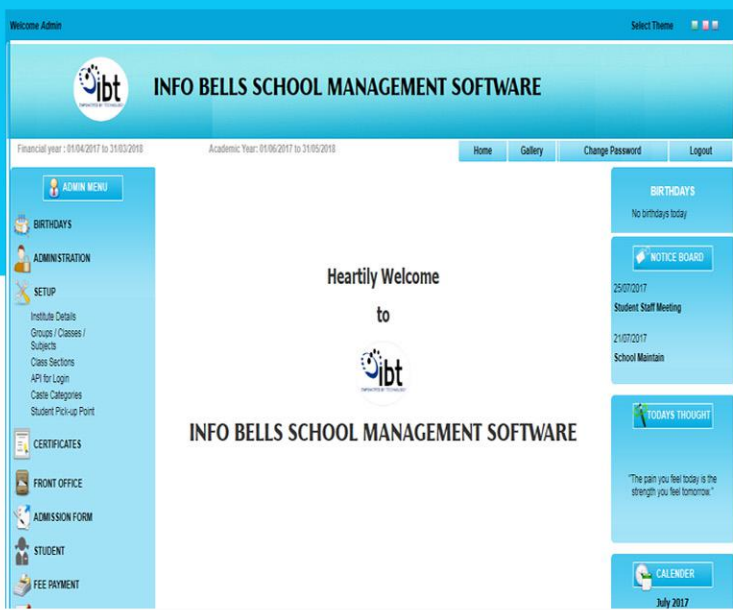 Welcome Admin
Select Theme
ibt
INFO BELLS SCHOOL MANAGEMENT SOFTWARE
Financial year : 01/04/2017 to 31/03/2018
Academic Year: 01/06/2017 to 31/05/2018
Home
Gallery
Change Password
Logout
ADMIN MENU
BIRTHDAYS
ADMINISTRATION
SETUP
Institute Details
Groups / Classes /
Subjects
Class Sections
API for Login
Caste Categories
Student Pick-up Point
CERTIFICATES
FRONT OFFICE
ADMISSION FORM
STUDENT
FEE PAYMENT
Heartily Welcome
to
ibt
INFO BELLS SCHOOL MANAGEMENT SOFTWARE
BIRTHDAYS
No birthdays today
NOTICE BOARD
25/07/2017
Student Staff Meeting
21/07/2017
School Maintain
TODAYS THOUGHT
"The pain you feel today is the
strength you feel tomorrow."
CALENDER
July 2017